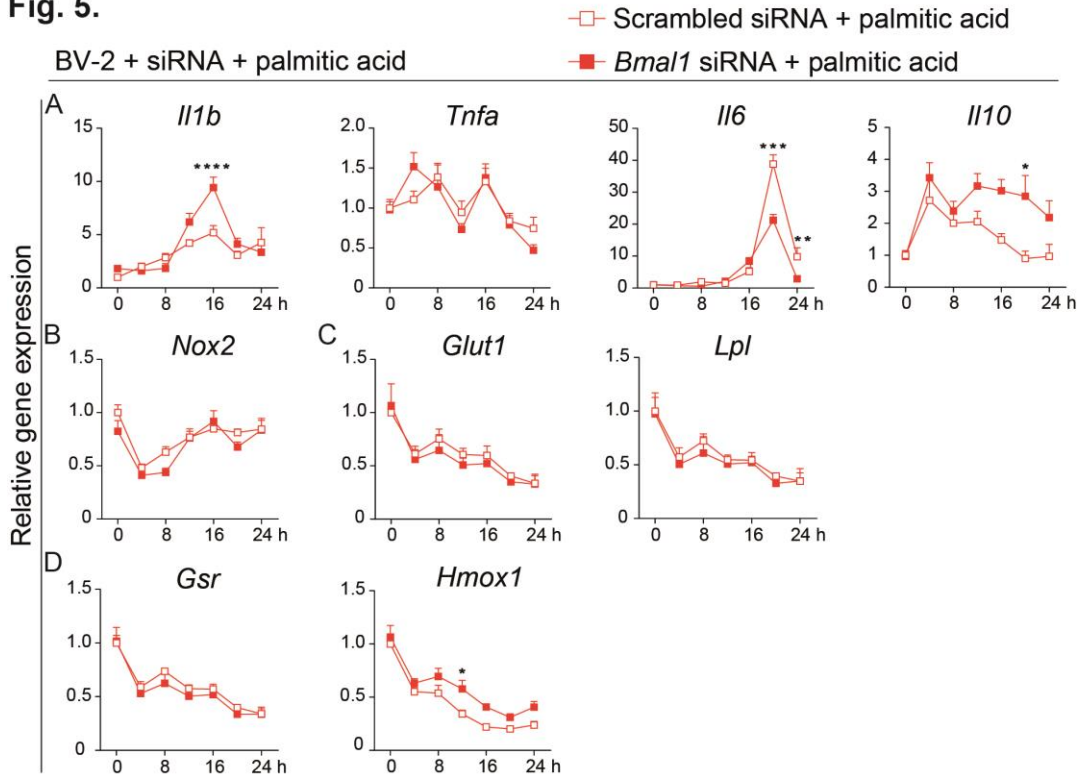 Fig. 5.
Scrambled siRNA + palmitic acid
BV-2 + siRNA + palmitic acid
Bmal1 siRNA + palmitic acid
Relative gene expression
A
Il1b
15
10
5
0
****
0 8 16 24 h
Tnfa
2.0
1.5
1.0
0.5
0
0 8 16 24 h
Il6
50
40
30
20
10
0
***
**
0 8 16 24 h
Il10
5
4
3
2
1
0
*
0 8 16 24 h
B
Nox2
1.5
1.0
0.5
0
0 8 16 24 h
C
Glut1
1.5
1.0
0.5
0
0 8 16 24 h
Lpl
1.5
1.0
0.5
0
0 8 16 24 h
D
Gsr
1.5
1.0
0.5
0
0 8 16 24 h
Hmox1
1.5
1.0
0.5
0
*
0 8 16 24 h